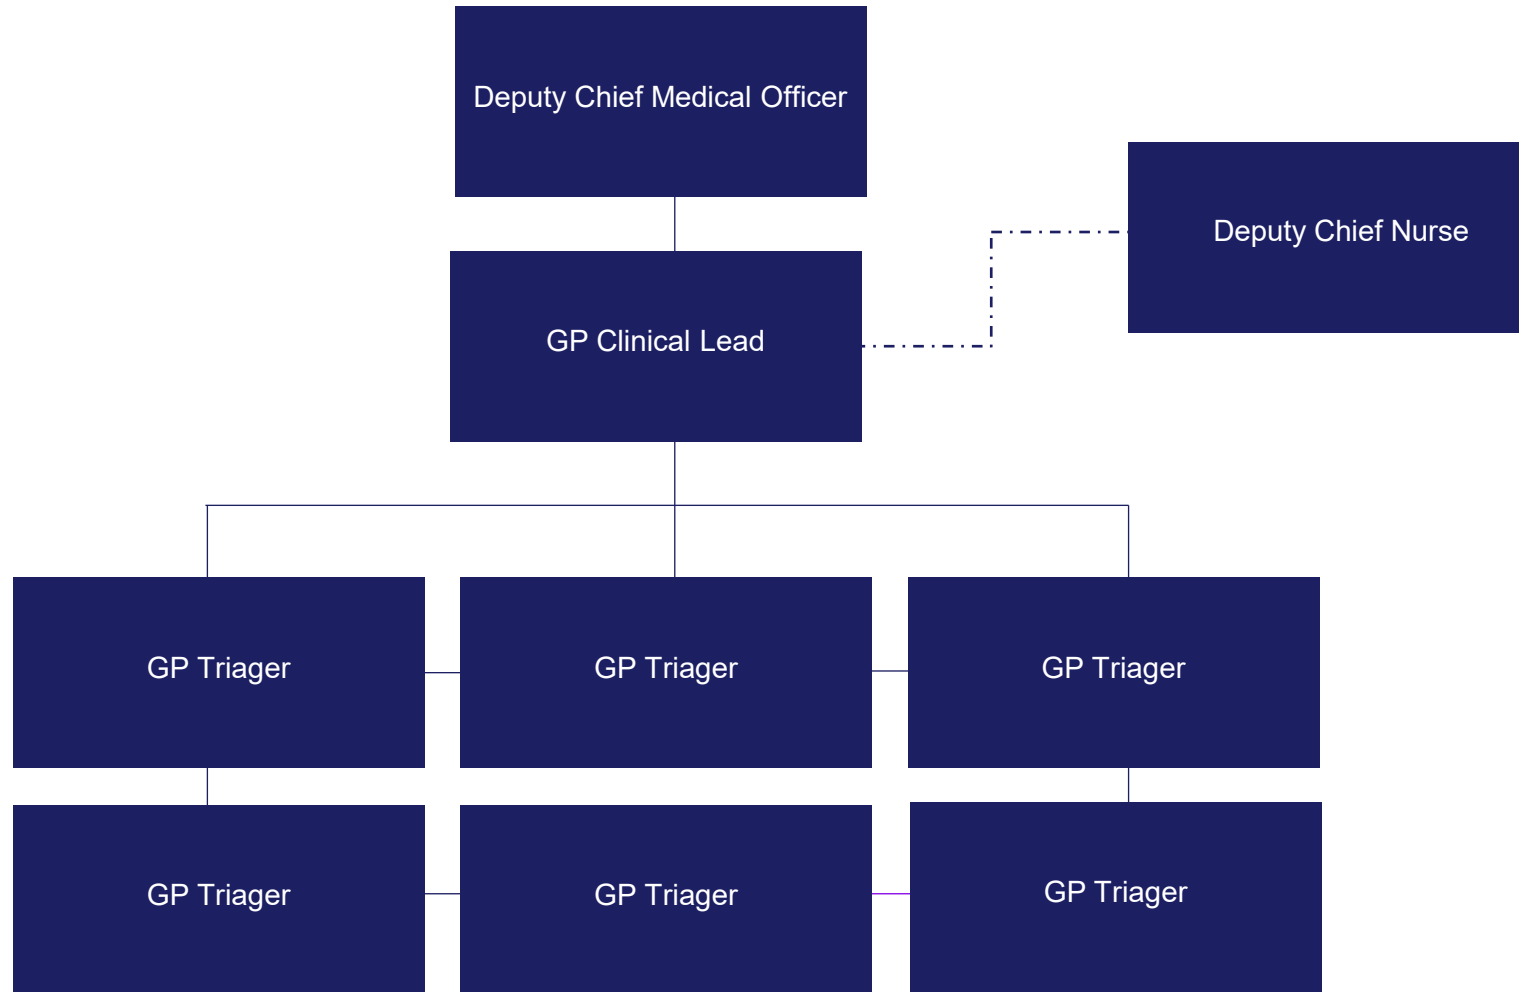 Deputy Chief Medical Officer
Deputy Chief Nurse
GP Clinical Lead
GP Triager
GP Triager
GP Triager
GP Triager
GP Triager
GP Triager